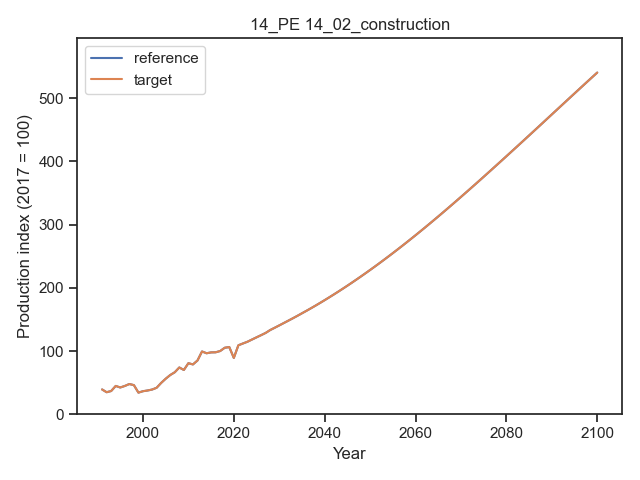 14_PE 14_02_construction
reference
target
Production index (2017 = 100)
500
400
300
200
100
0
2000
2020
2040
2060
2080
2100
Year